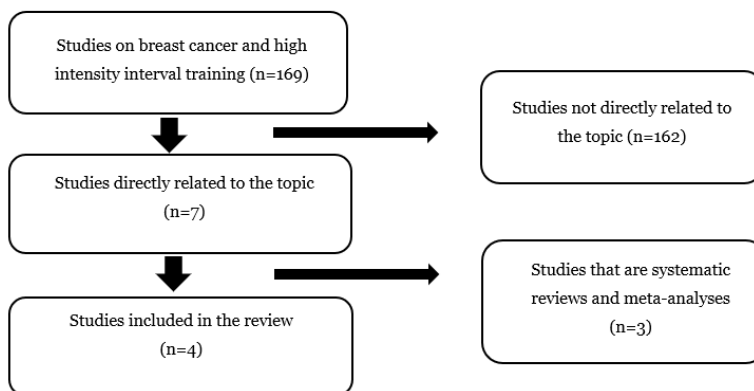 Studies on breast cancer and high
intensity interval training (n=169)
Studies not directly related to
the topic (n=162)
Studies directly related to the topic
(n=7)
Studies that are systematic
reviews and meta-analyses
(n=3)
Studies included in the review
(n=4)